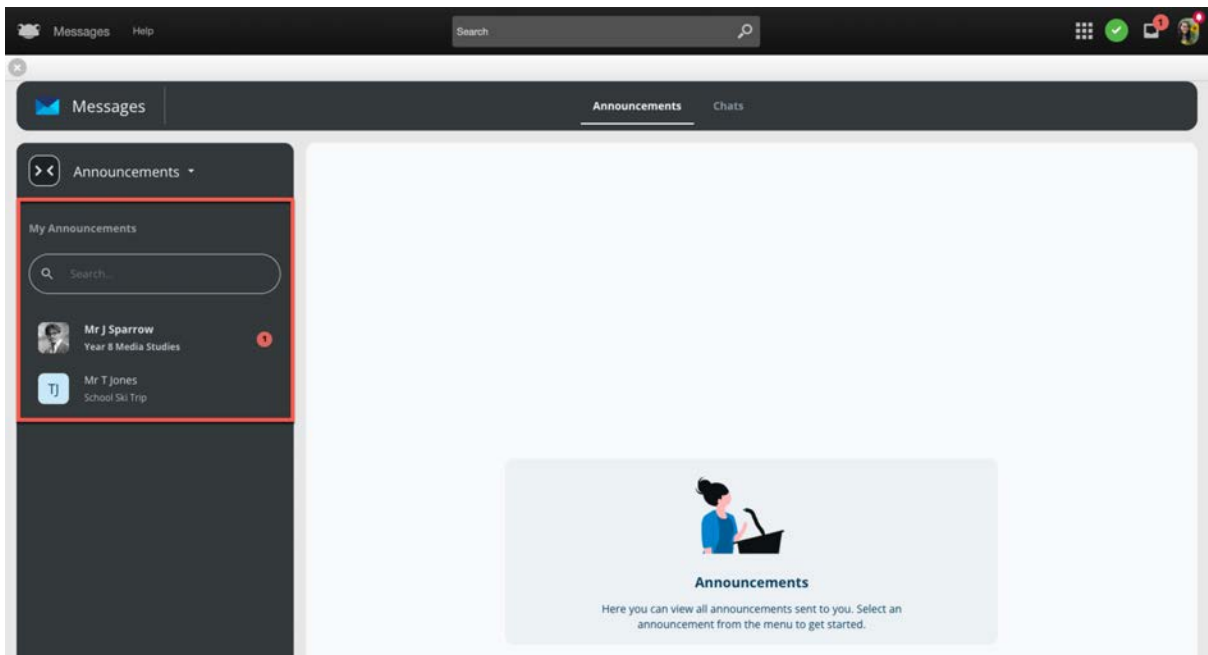 Messages Help Search 1
Messages Announcements Chats
Announcements
My Announcements
Search...
Mr J Sparrow
Year 8 Media Studies
1
TJ
Mr T Jones
School Ski Trip
Announcements
Here you can view all announcements sent to you. Select an
announcement from the menu to get started.